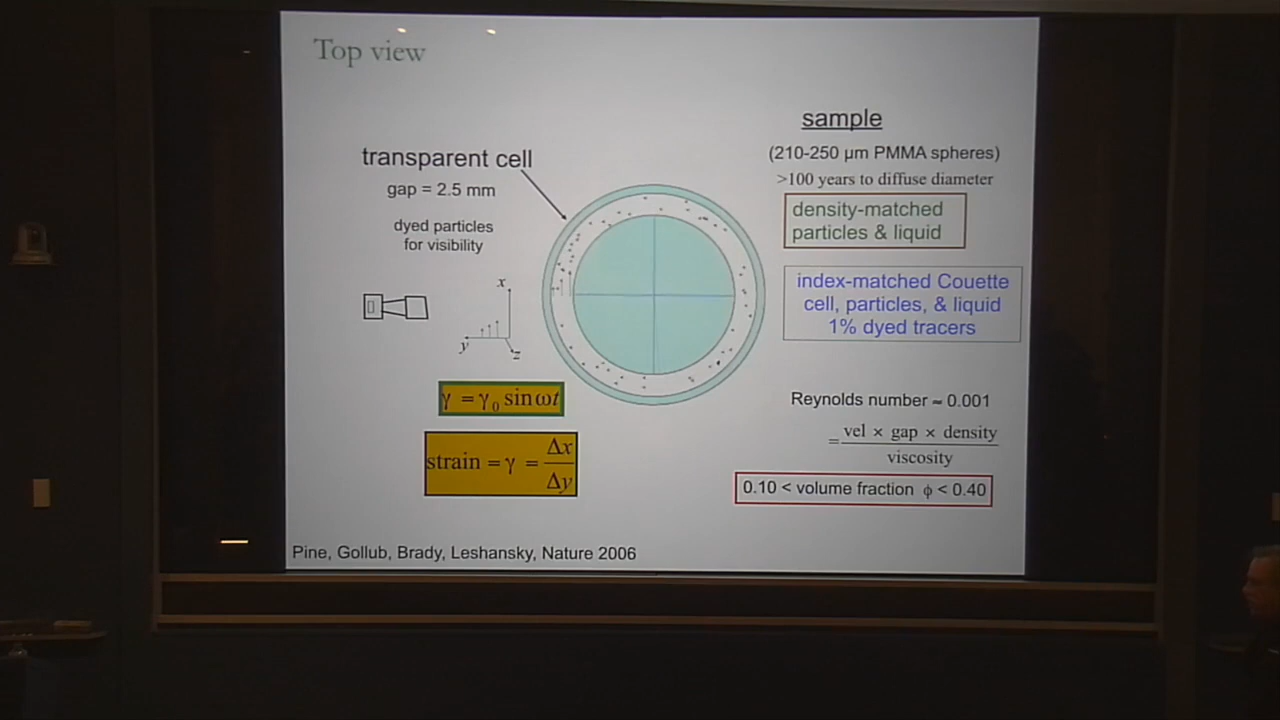 Top view
transparent cell
gap = 2.5 mm
dyed particles
for visibility
x
y
z
γ = γ₀ sin ωt
strain = γ = Δx / Δy
sample
(210-250 μm PMMA spheres)
>100 years to diffuse diameter
density-matched
particles & liquid
index-matched Couette
cell, particles, & liquid
1% dyed tracers
Reynolds number ≈ 0.001
= vel × gap × density / viscosity
0.10 < volume fraction ϕ < 0.40
Pine, Gollub, Brady, Leshansky, Nature 2006